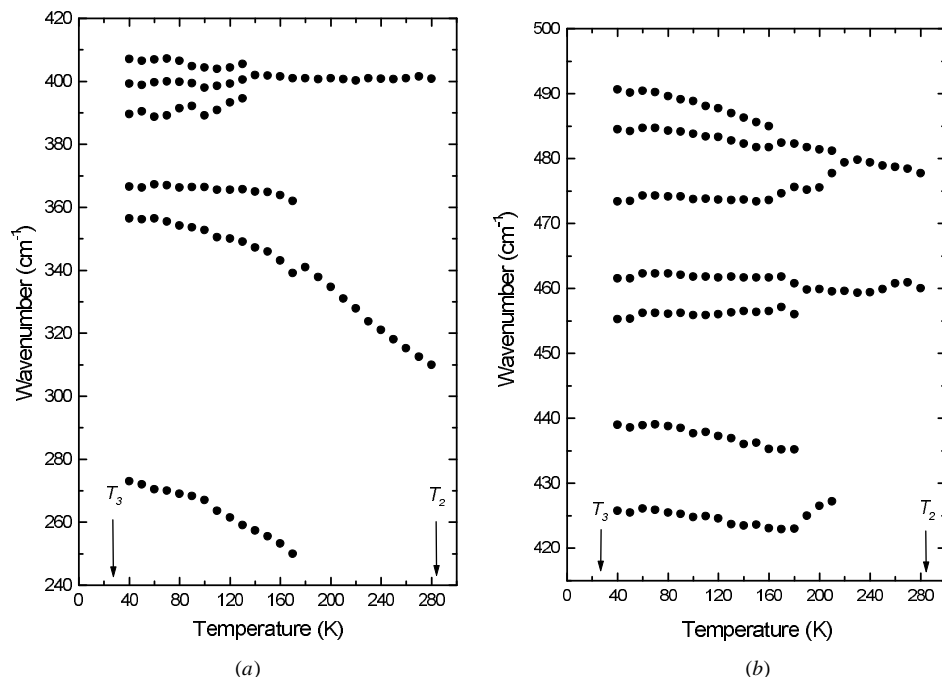 420
400
380
360
340
320
300
280
260
240
Wavenumber (cm⁻¹)
T₃
T₂
0 40 80 120 160 200 240 280
Temperature (K)
(a)
500
490
480
470
460
450
440
430
420
Wavenumber (cm⁻¹)
T₃
T₂
0 40 80 120 160 200 240 280
Temperature (K)
(b)